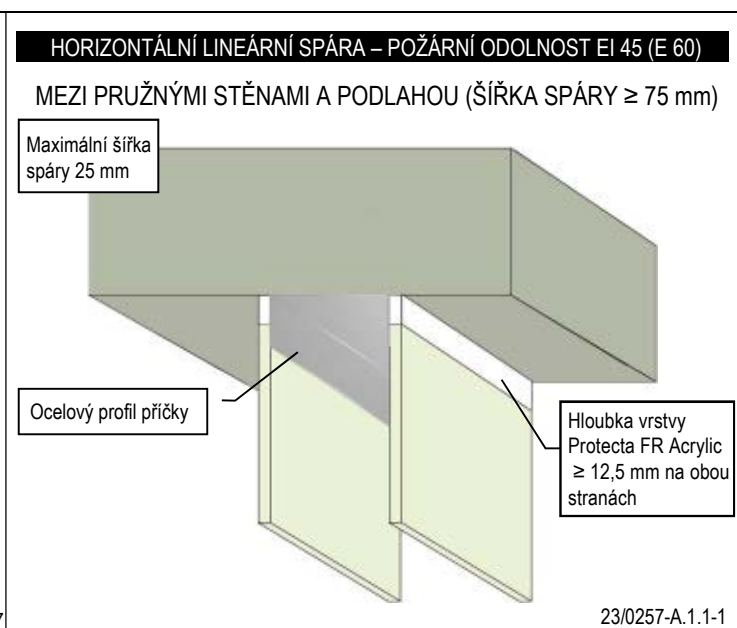 HORIZONTÁLNÍ LINEÁRNÍ SPÁRA – POŽÁRNÍ ODOLNOST EI 45 (E 60)
MEZI PRUŽNÝMI STĚNAMI A PODLAHOU (ŠÍŘKA SPÁRY ≥ 75 mm)
Maximální šířka
spáry 25 mm
Ocelový profil příčky
Hloubka vrstvy
Protecta FR Acrylic
≥ 12,5 mm na obou
stranách
23/0257-A.1.1-1